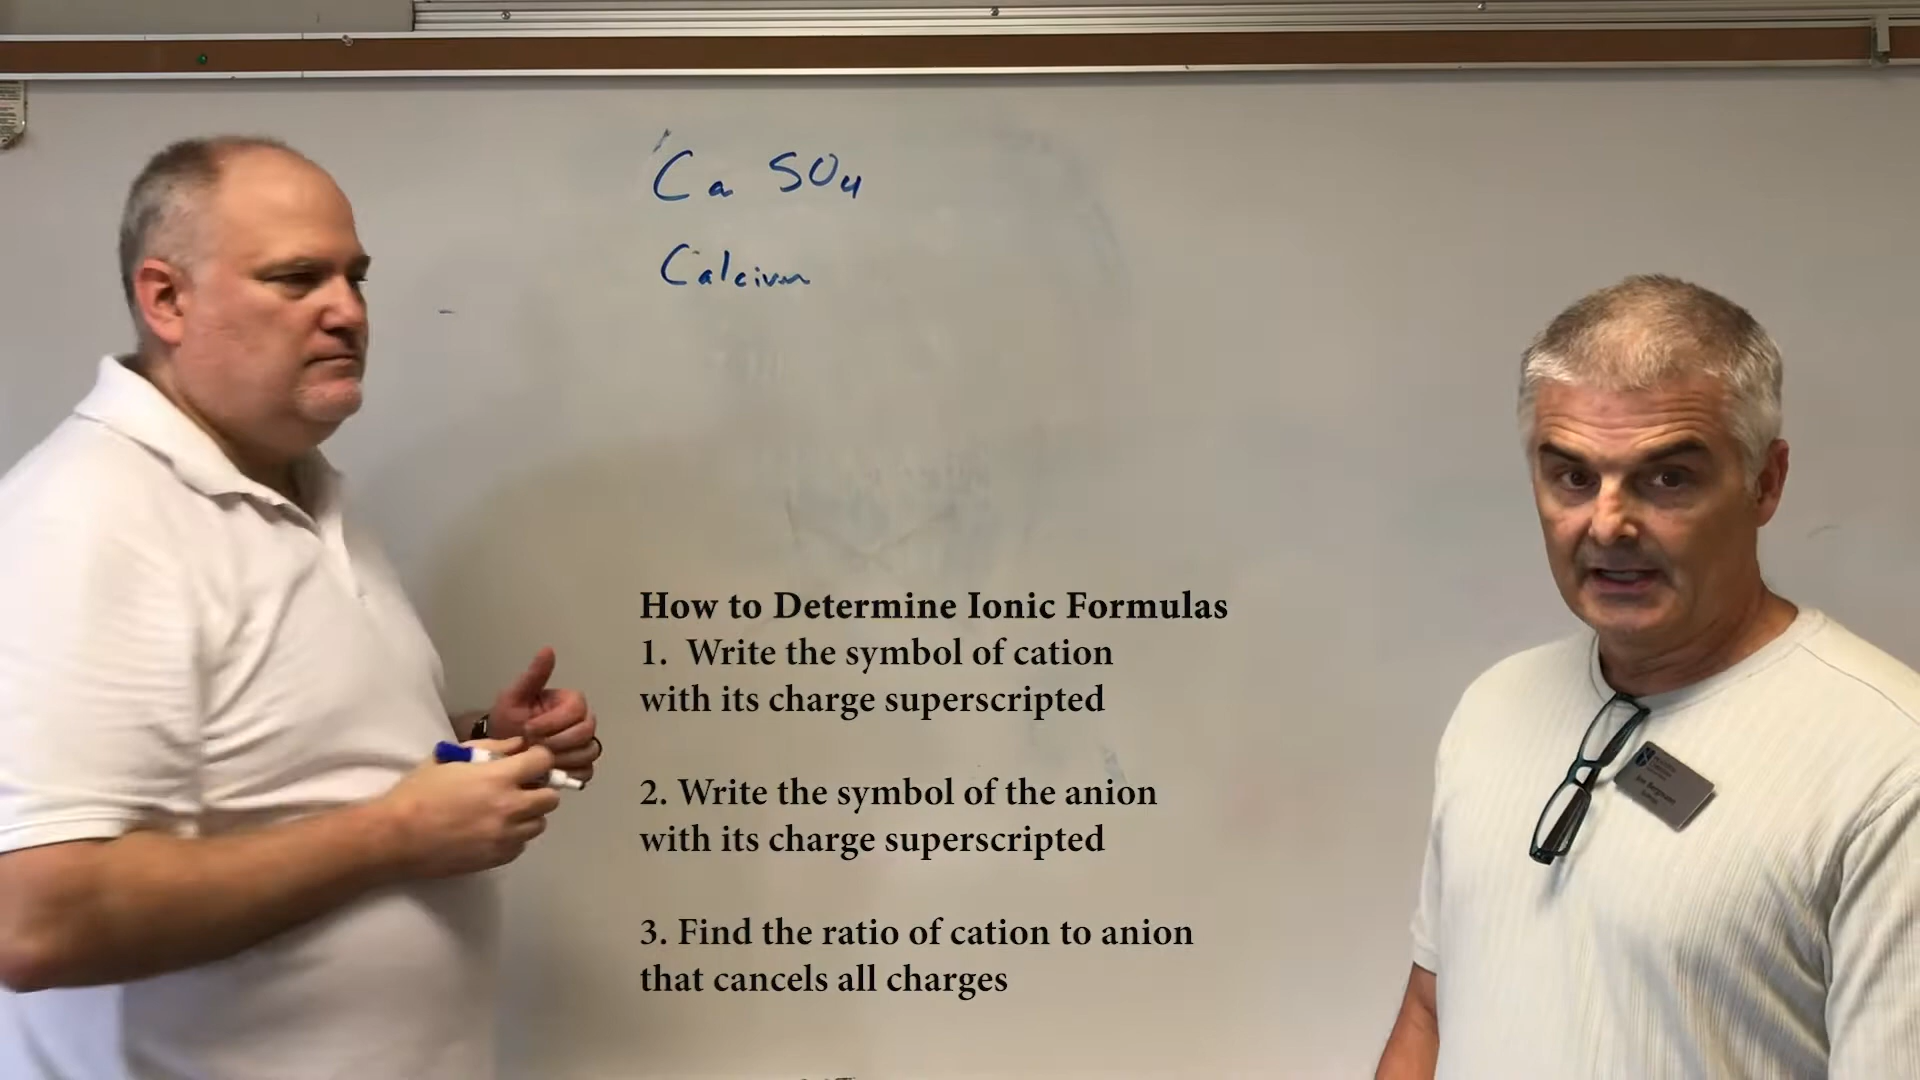 Ca SO4
Calcium
How to Determine Ionic Formulas
1. Write the symbol of cation
with its charge superscripted
2. Write the symbol of the anion
with its charge superscripted
3. Find the ratio of cation to anion
that cancels all charges